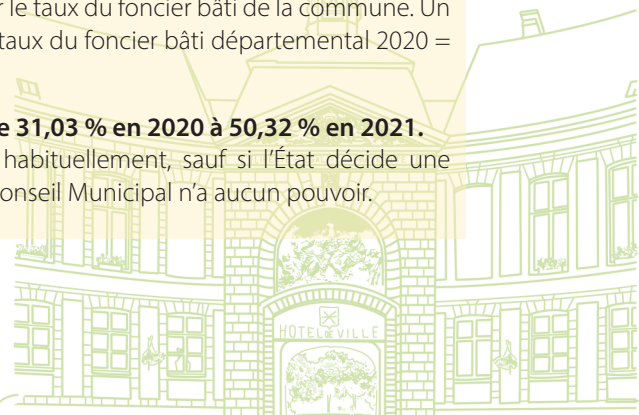 r le taux du foncier bâti de la commune. Un
taux du foncier bâti départemental 2020 =
e 31,03 % en 2020 à 50,32 % en 2021.
habituellement, sauf si l’État décide une
onseil Municipal n’a aucun pouvoir.
HOTEL DE VILLE